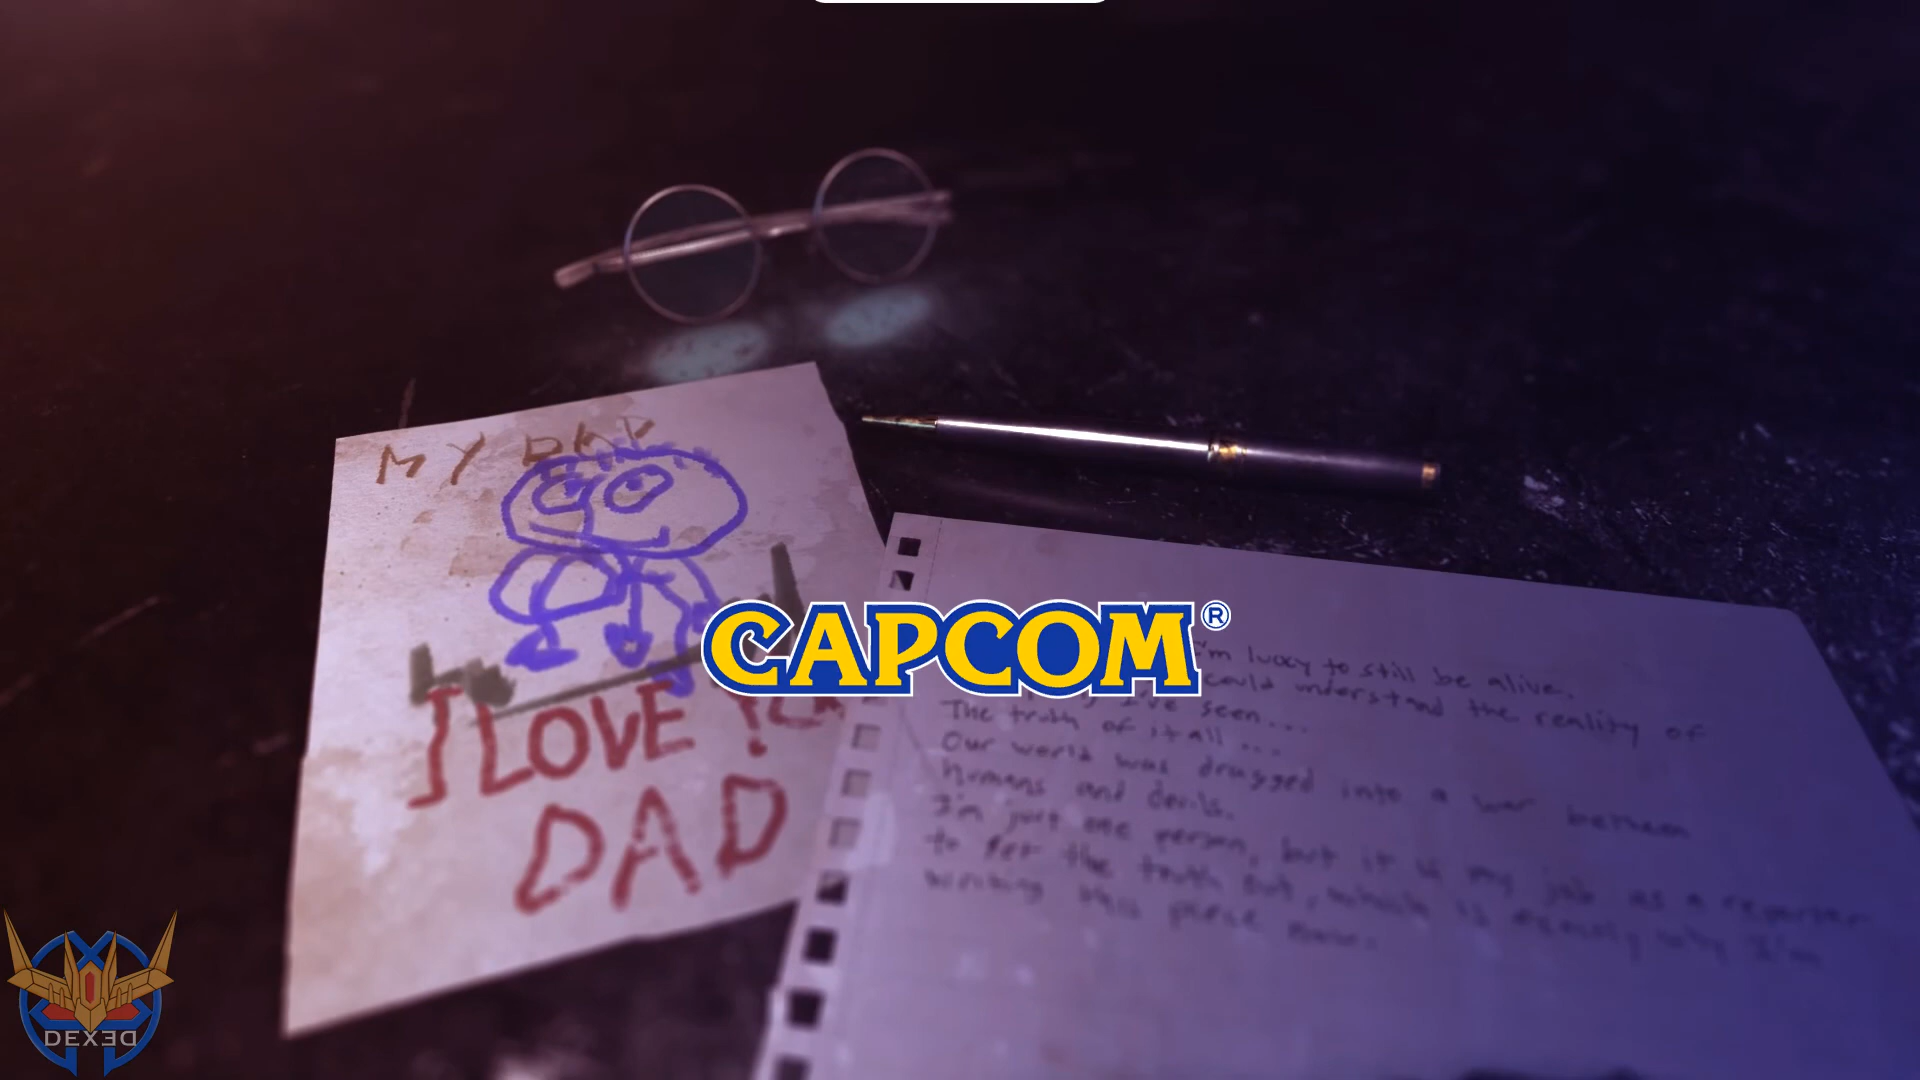 MY DAD
I LOVE
DAD
CAPCOM®
I'm lucky to still be alive.
could understand the reality of
I've seen...
The truth of it all ...
Our world was dragged into a war between
humans and devils.
I'm just one person, but it is my job as a reporter
to get the truth out, which is exactly why I'm
writing this piece now.
DEXED